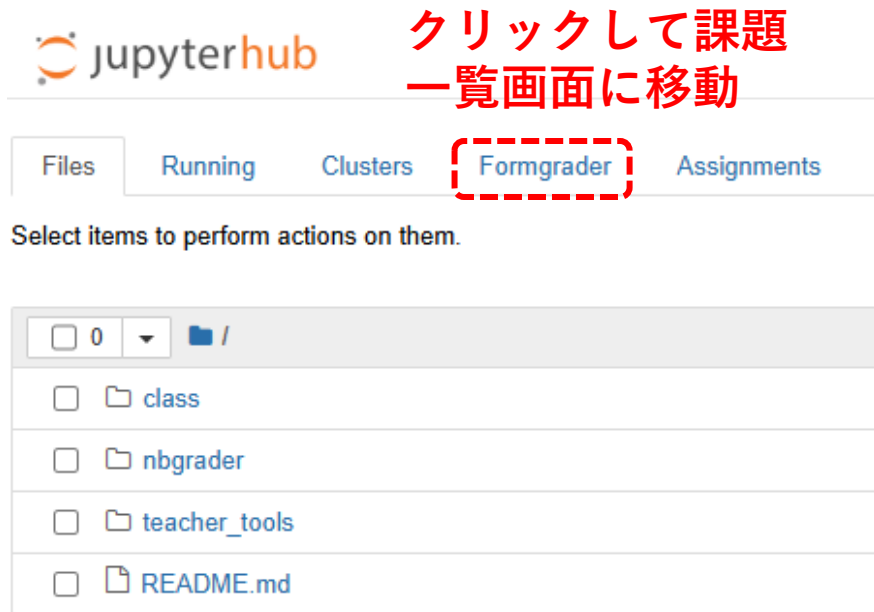 クリックして課題
一覧画面に移動
jupyterhub
Files Running Clusters Formgrader Assignments
Select items to perform actions on them.
0 /
class
nbgrader
teacher_tools
README.md